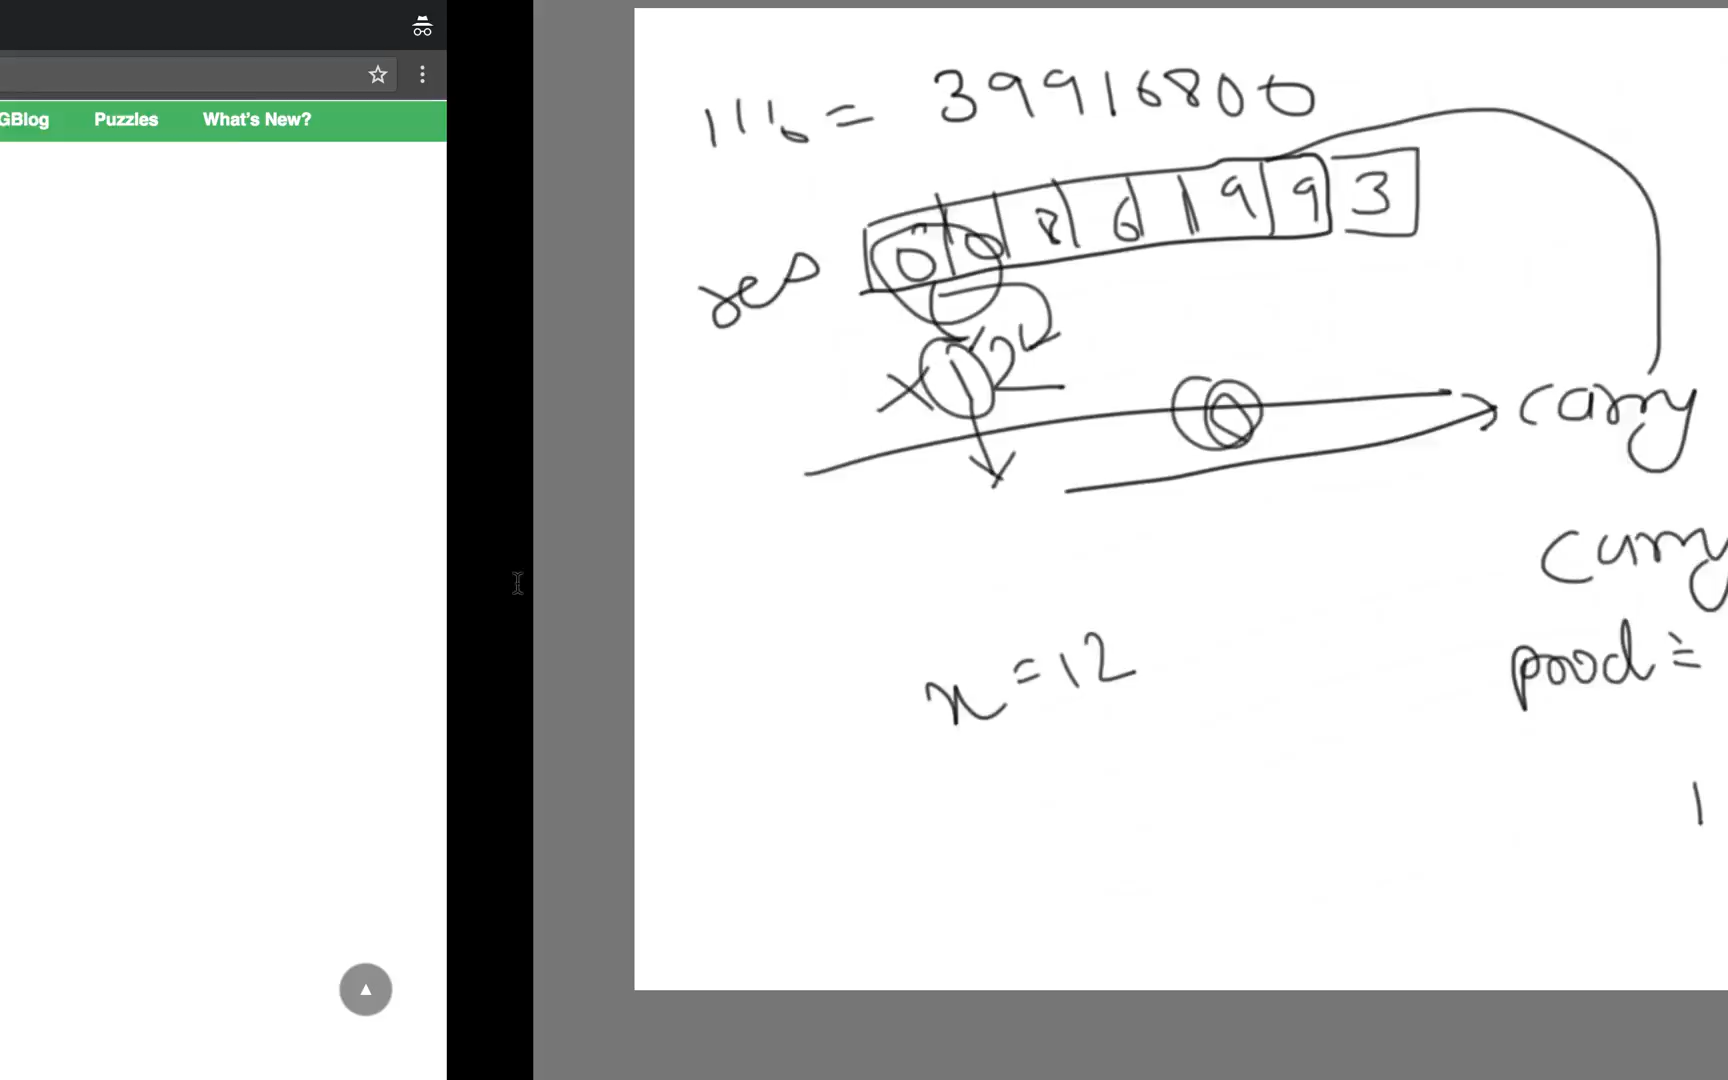 GBlog Puzzles What's New?
11! = 39916800
res 0 0 8 6 1 9 9 3
x 12
carry
carry
x = 12
prod =
1